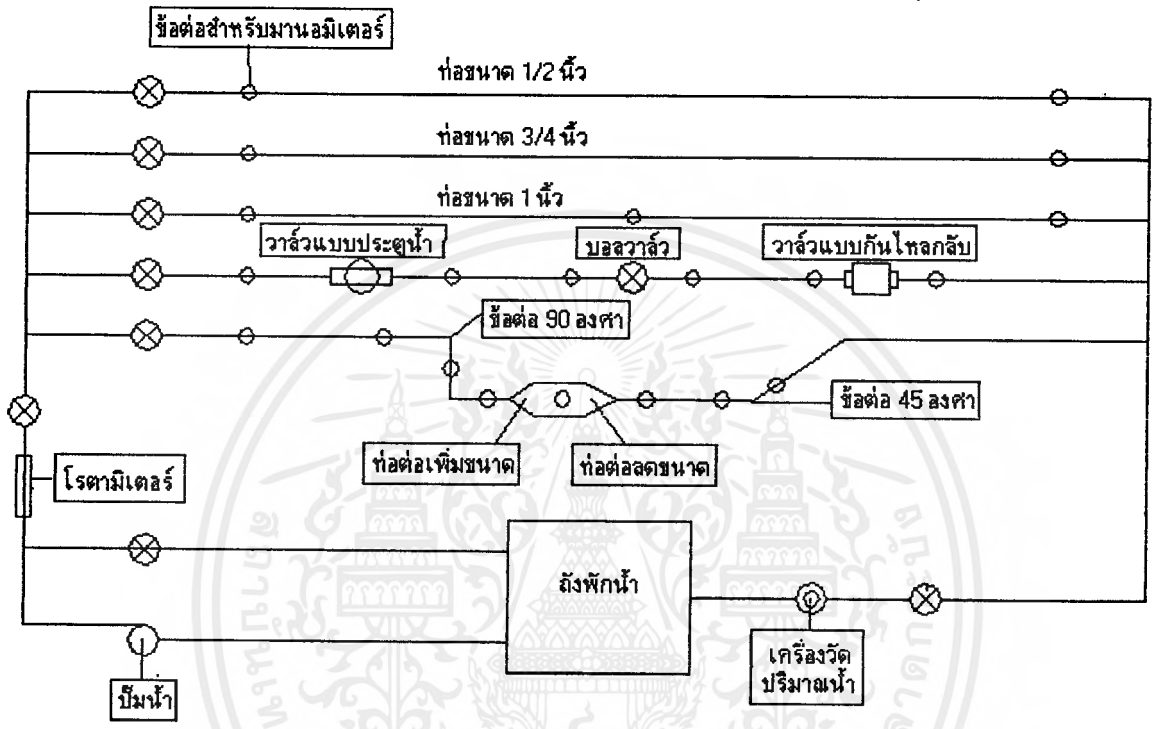 ข้อต่อสำหรับมานอมิเตอร์
ท่อขนาด 1/2 นิ้ว
ท่อขนาด 3/4 นิ้ว
ท่อขนาด 1 นิ้ว
วาล์วแบบประตูน้ำ
บอลวาล์ว
วาล์วแบบกันไหลกลับ
ข้อต่อ 90 องศา
ข้อต่อ 45 องศา
ท่อต่อเพิ่มขนาด
ท่อต่อลดขนาด
โรตามิเตอร์
ถังพักน้ำ
เครื่องวัด
ปริมาณน้ำ
ปั๊มน้ำ